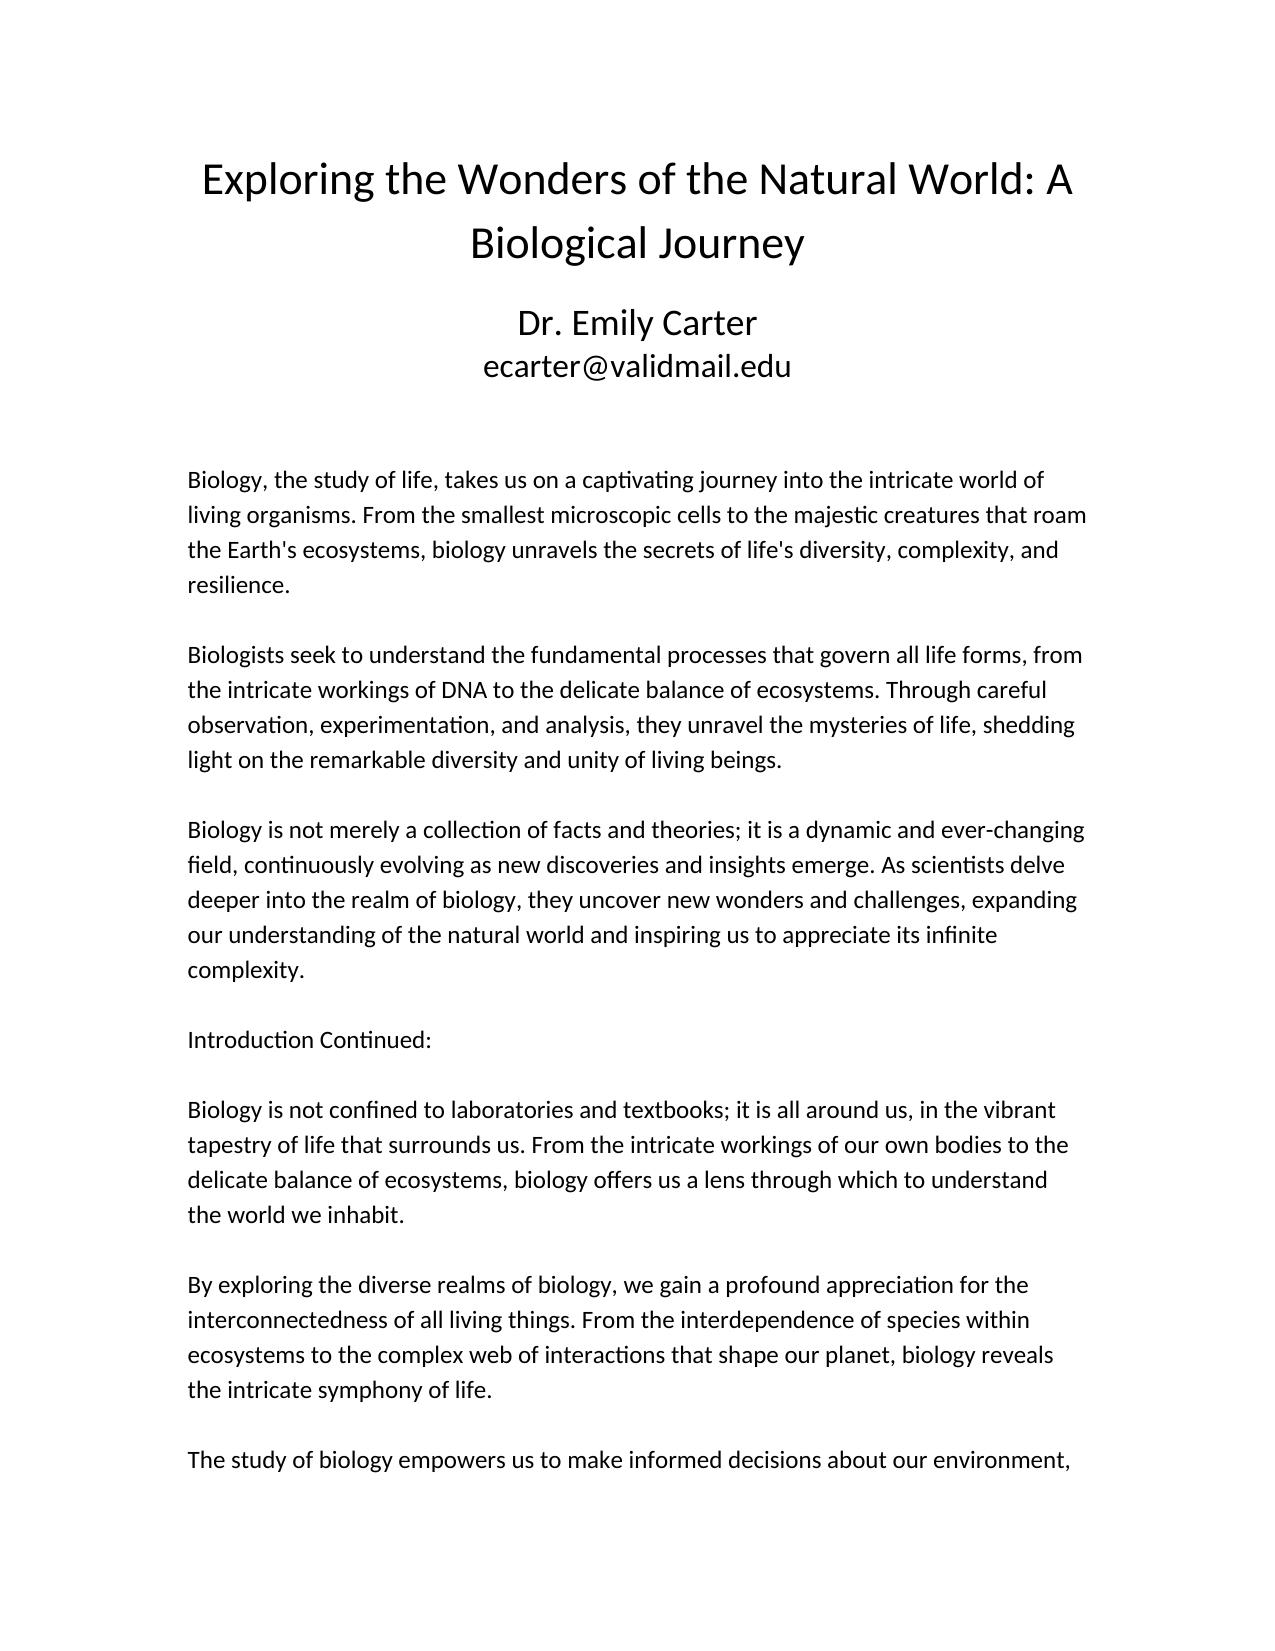 Exploring the Wonders of the Natural World: A
Biological Journey
Dr. Emily Carter
ecarter@validmail.edu
Biology, the study of life, takes us on a captivating journey into the intricate world of
living organisms. From the smallest microscopic cells to the majestic creatures that roam
the Earth's ecosystems, biology unravels the secrets of life's diversity, complexity, and
resilience.
Biologists seek to understand the fundamental processes that govern all life forms, from
the intricate workings of DNA to the delicate balance of ecosystems. Through careful
observation, experimentation, and analysis, they unravel the mysteries of life, shedding
light on the remarkable diversity and unity of living beings.
Biology is not merely a collection of facts and theories; it is a dynamic and ever-changing
field, continuously evolving as new discoveries and insights emerge. As scientists delve
deeper into the realm of biology, they uncover new wonders and challenges, expanding
our understanding of the natural world and inspiring us to appreciate its infinite
complexity.
Introduction Continued:
Biology is not confined to laboratories and textbooks; it is all around us, in the vibrant
tapestry of life that surrounds us. From the intricate workings of our own bodies to the
delicate balance of ecosystems, biology offers us a lens through which to understand
the world we inhabit.
By exploring the diverse realms of biology, we gain a profound appreciation for the
interconnectedness of all living things. From the interdependence of species within
ecosystems to the complex web of interactions that shape our planet, biology reveals
the intricate symphony of life.
The study of biology empowers us to make informed decisions about our environment,